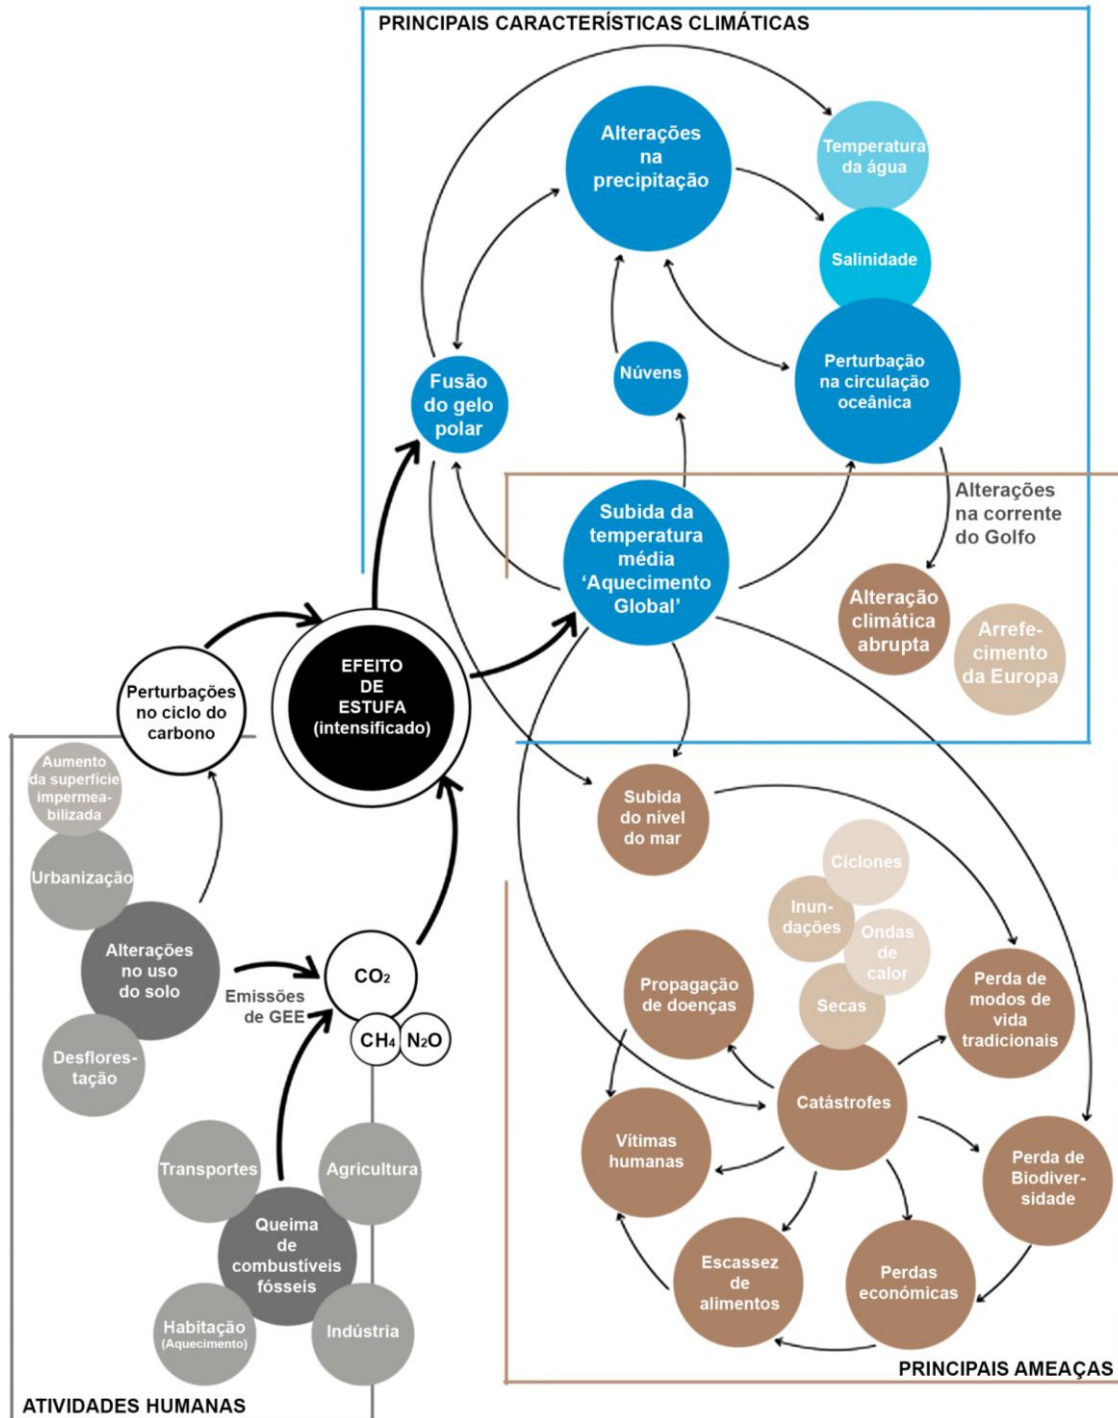 PRINCIPAIS CARACTERÍSTICAS CLIMÁTICAS
Alterações
na
precipitação
Temperatura
da água
Salinidade
Perturbação
na circulação
oceânica
Núvens
Fusão
do gelo
polar
Subida da
temperatura
média
‘Aquecimento
Global’
Alterações
na corrente
do Golfo
Alteração
climática
abrupta
Arrefe-
cimento
da Europa
EFEITO
DE
ESTUFA
(intensificado)
Perturbações
no ciclo do
carbono
Aumento
da superfície
impermea-
bilizada
Urbanização
Alterações
no uso
do solo
Desflores-
tação
Emissões
de GEE
CO2
CH4
N2O
Transportes
Agricultura
Queima
de
combustíveis
fósseis
Habitação
(Aquecimento)
Indústria
ATIVIDADES HUMANAS
Subida
do nível
do mar
Ciclones
Inun-
dações
Ondas
de
calor
Secas
Propagação
de doenças
Perda de
modos de
vida
tradicionais
Catástrofes
Vítimas
humanas
Perda de
Biodiver-
sidade
Escassez
de
alimentos
Perdas
económicas
PRINCIPAIS AMEAÇAS